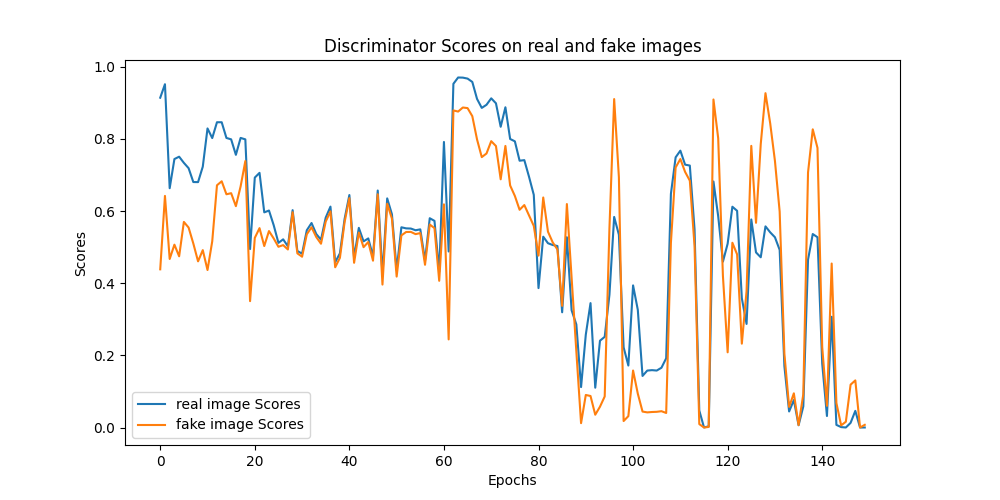 Discriminator Scores on real and fake images
Scores
1.0
0.8
0.6
0.4
0.2
0.0
real image Scores
fake image Scores
0 20 40 60 80 100 120 140
Epochs